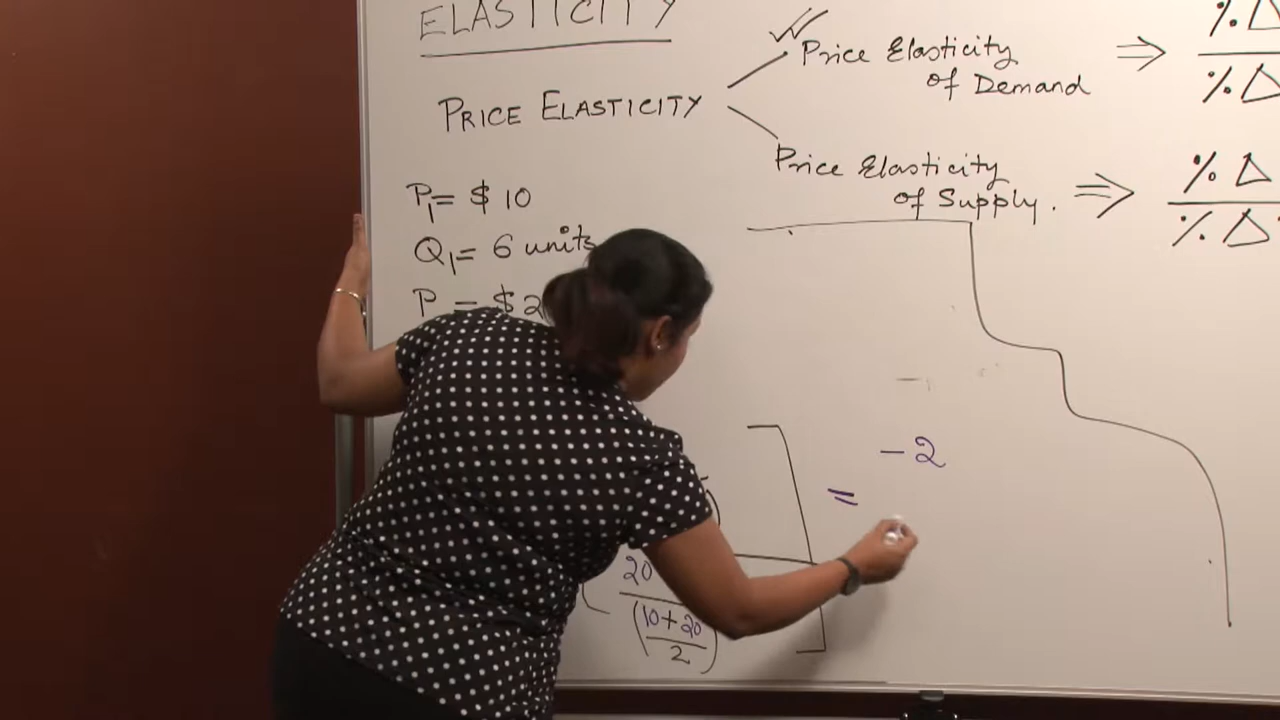 ELASTICITY
PRICE ELASTICITY
Price Elasticity
of Demand ⇒ % Δ
% Δ
Price Elasticity
of Supply. ⇒ % Δ
% Δ
P1 = $ 10
Q1 = 6 units
P = $ 2
= -2
20
(10+20
2)